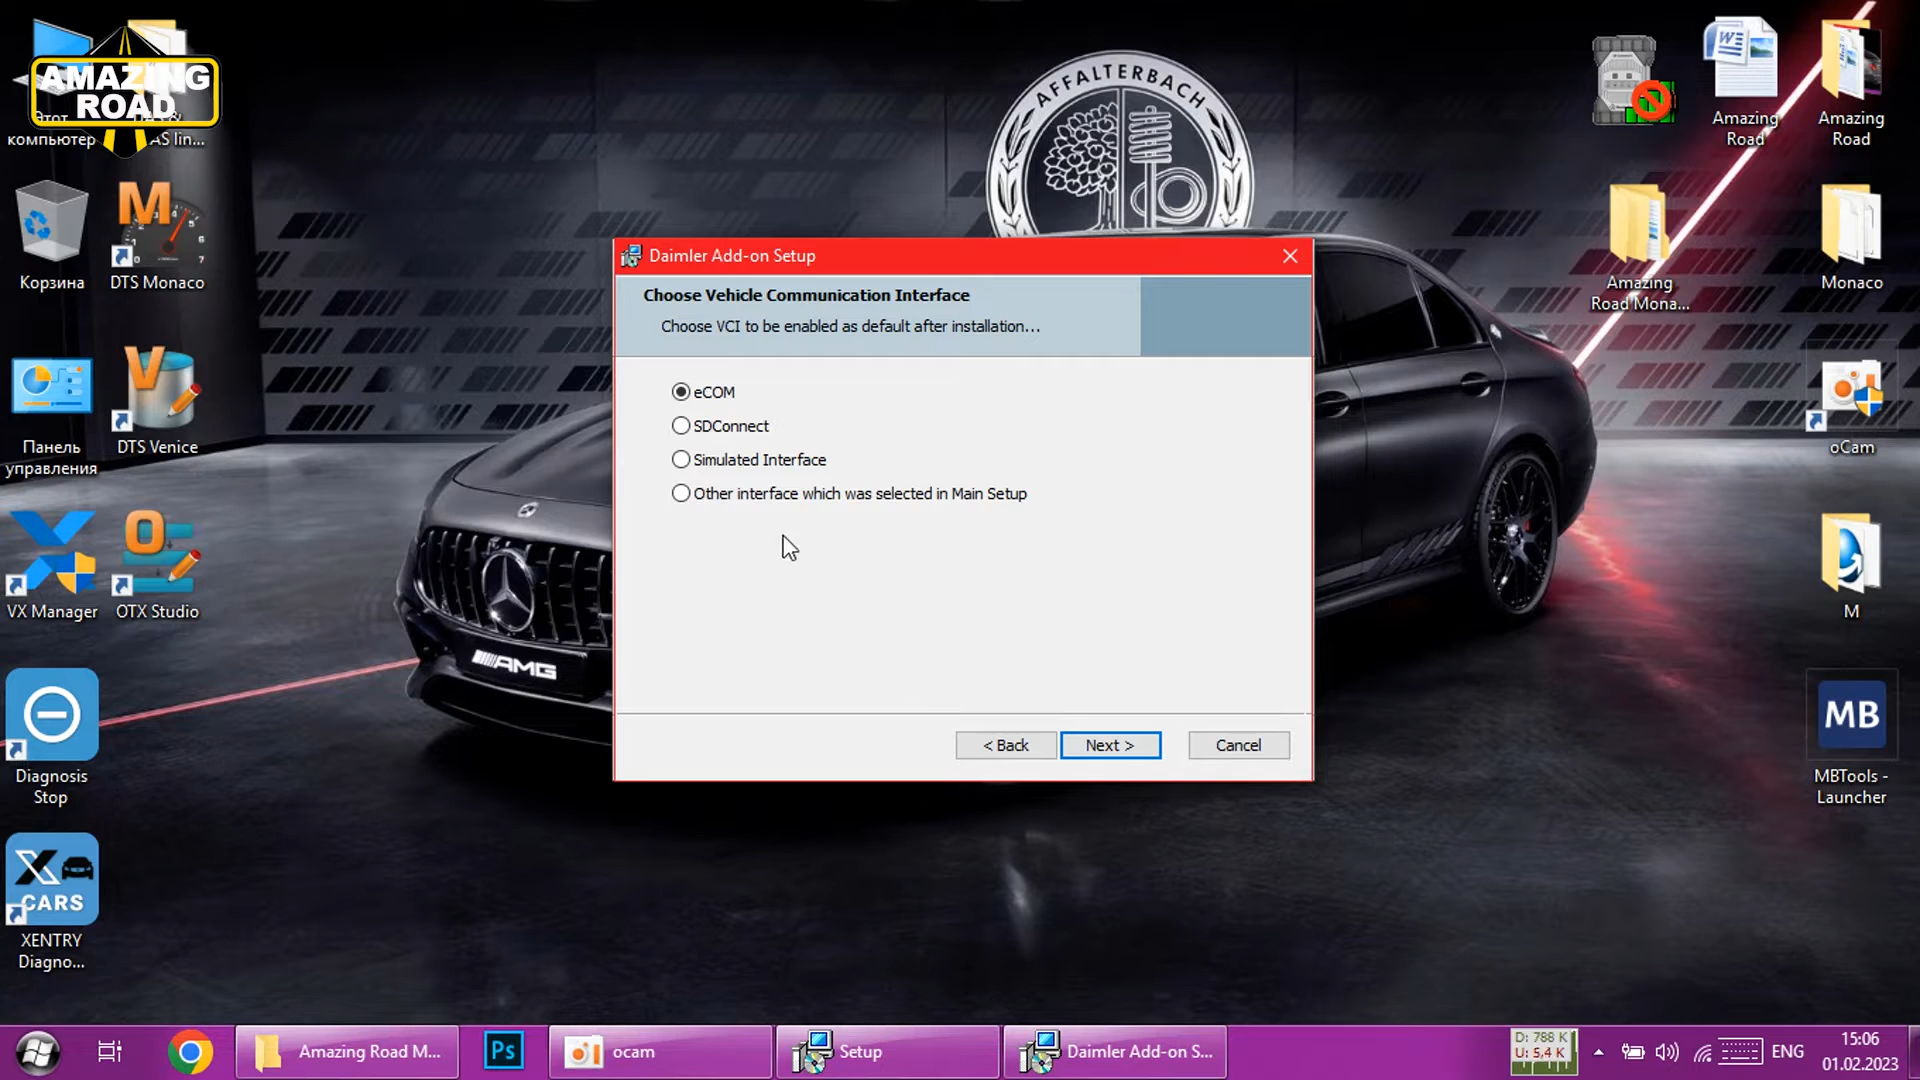 AMAZING
ROAD
Этот
компьютер
AS lin...
Корзина
DTS Monaco
Панель
управления
DTS Venice
VX Manager
OTX Studio
Diagnosis
Stop
CARS
XENTRY
Diagno...
AFFALTERBACH
AMG
Daimler Add-on Setup
Choose Vehicle Communication Interface
Choose VCI to be enabled as default after installation...
eCOM
SDConnect
Simulated Interface
Other interface which was selected in Main Setup
< Back
Next >
Cancel
Amazing
Road
Amazing
Road
Amazing
Road Mona...
Monaco
oCam
M
MB
MBTools -
Launcher
Amazing Road M...
Ps
ocam
Setup
Daimler Add-on S...
D: 788 K
U: 5,4 K
ENG
15:06
01.02.2023